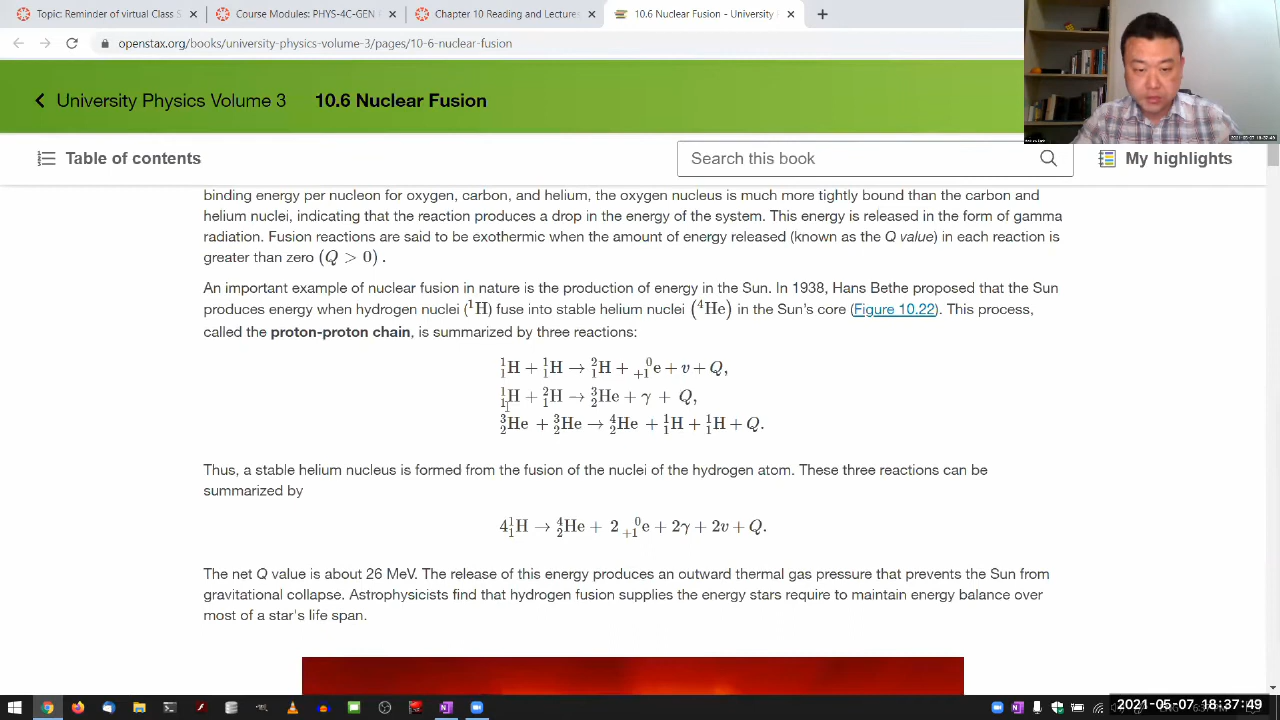 Topic: Reminder of virtual Class S
Course Modules: PHYS-4C GEN E
Chapter 10 Reading and Lectures
10.6 Nuclear Fusion - University
openstax.org/books/university-physics-volume-3/pages/10-6-nuclear-fusion
University Physics Volume 3 10.6 Nuclear Fusion
2021-05-07 18:37:49
Table of contents
Search this book
My highlights
binding energy per nucleon for oxygen, carbon, and helium, the oxygen nucleus is much more tightly bound than the carbon and
helium nuclei, indicating that the reaction produces a drop in the energy of the system. This energy is released in the form of gamma
radiation. Fusion reactions are said to be exothermic when the amount of energy released (known as the Q value) in each reaction is
greater than zero (Q > 0) .
An important example of nuclear fusion in nature is the production of energy in the Sun. In 1938, Hans Bethe proposed that the Sun
produces energy when hydrogen nuclei (¹H) fuse into stable helium nuclei (⁴He) in the Sun's core (Figure 10.22). This process,
called the proton-proton chain, is summarized by three reactions:
¹₁H + ¹₁H → ²₁H + ⁰₊₁e + v + Q,
¹₁H + ²₁H → ³₂He + γ + Q,
³₂He + ³₂He → ⁴₂He + ¹₁H + ¹₁H + Q.
Thus, a stable helium nucleus is formed from the fusion of the nuclei of the hydrogen atom. These three reactions can be
summarized by
4¹₁H → ⁴₂He + 2 ⁰₊₁e + 2γ + 2v + Q.
The net Q value is about 26 MeV. The release of this energy produces an outward thermal gas pressure that prevents the Sun from
gravitational collapse. Astrophysicists find that hydrogen fusion supplies the energy stars require to maintain energy balance over
most of a star's life span.
2021-05-07 18:37:49